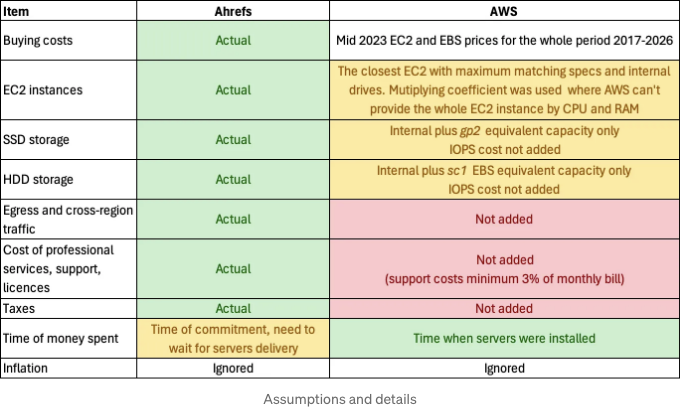 Item Ahrefs AWS
Buying costs Actual Mid 2023 EC2 and EBS prices for the whole period 2017-2026
EC2 instances Actual The closest EC2 with maximum matching specs and internal
drives. Mutiplying coefficient was used where AWS can't
provide the whole EC2 instance by CPU and RAM
SSD storage Actual Internal plus gp2 equivalent capacity only
IOPS cost not added
HDD storage Actual Internal plus sc1 EBS equivalent capacity only
IOPS cost not added
Egress and cross-region
traffic Actual Not added
Cost of professional
services, support,
licences Actual Not added
(support costs minimum 3% of monthly bill)
Taxes Actual Not added
Time of money spent Time of commitment, need to
wait for servers delivery Time when servers were installed
Inflation Ignored Ignored
Assumptions and details